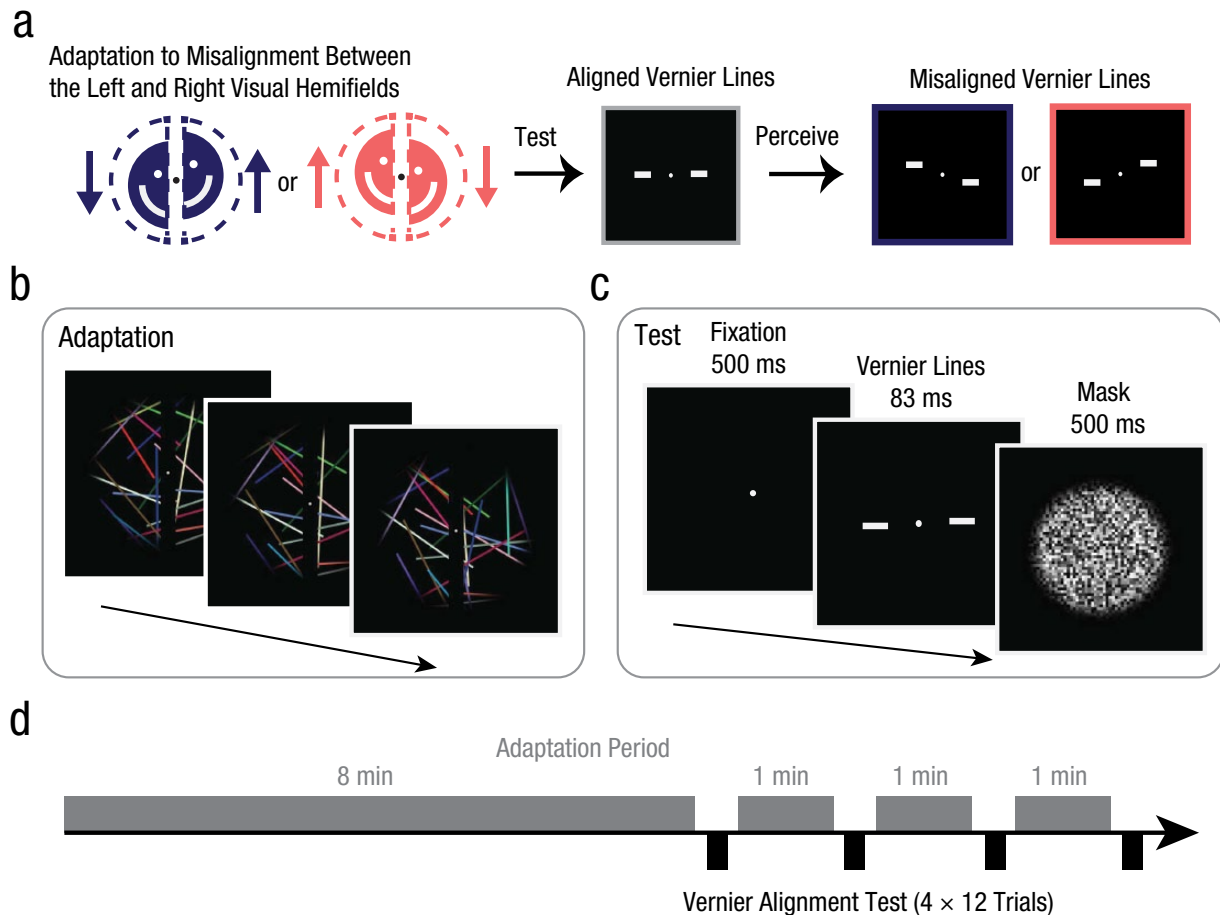 a
Adaptation to Misalignment Between
the Left and Right Visual Hemifields
or
Test
Aligned Vernier Lines
Perceive
Misaligned Vernier Lines
or
b
Adaptation
c
Test
Fixation
500 ms
Vernier Lines
83 ms
Mask
500 ms
d
Adaptation Period
8 min
1 min
1 min
1 min
Vernier Alignment Test (4 × 12 Trials)